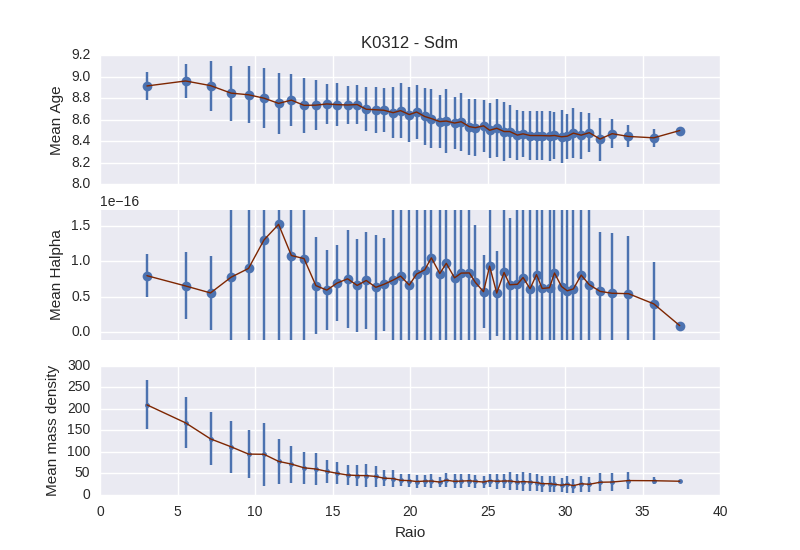 K0312 - Sdm
9.2
9.0
8.8
8.6
8.4
8.2
8.0
Mean Age
1e−16
1.5
1.0
0.5
0.0
Mean Halpha
300
250
200
150
100
50
0
Mean mass density
0 5 10 15 20 25 30 35 40
Raio